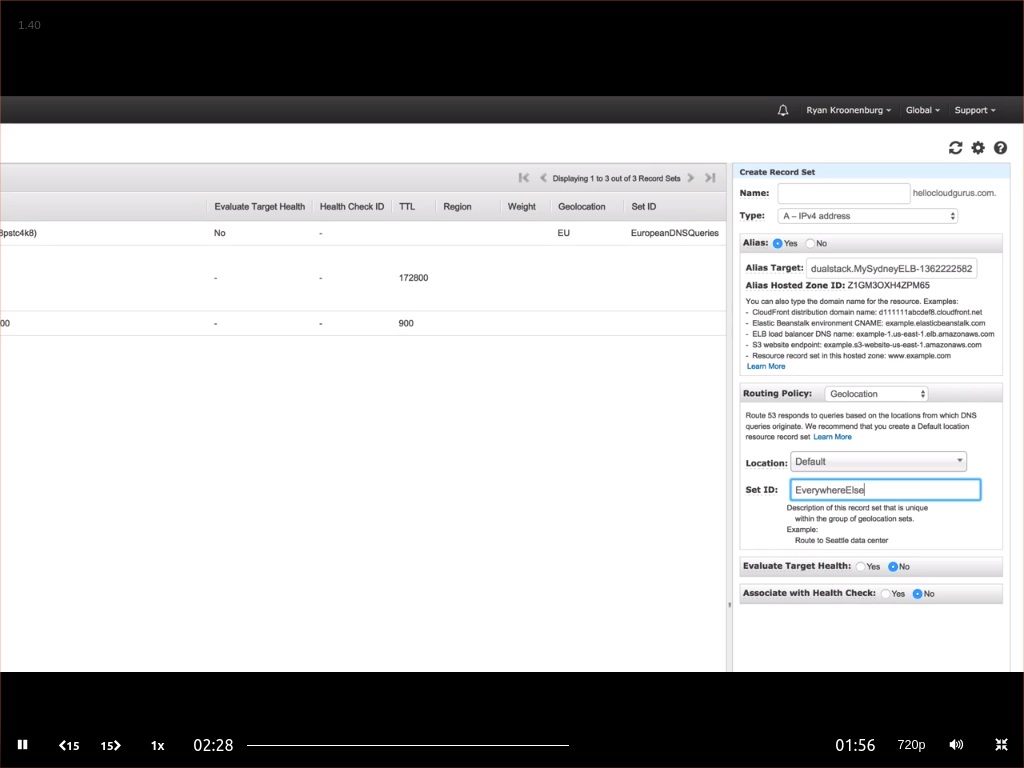 1.40
Ryan Kroonenburg Global Support
Displaying 1 to 3 out of 3 Record Sets
Evaluate Target Health Health Check ID TTL Region Weight Geolocation Set ID
8pstc4k8) No - EU EuropeanDNSQueries
- - 172800
00 - - 900
Create Record Set
Name: hellocloudgurus.com.
Type: A – IPv4 address
Alias: Yes No
Alias Target: dualstack.MySydneyELB-1362222582
Alias Hosted Zone ID: Z1GM3OXH4ZPM65
You can also type the domain name for the resource. Examples:
- CloudFront distribution domain name: d111111abcdef8.cloudfront.net
- Elastic Beanstalk environment CNAME: example.elasticbeanstalk.com
- ELB load balancer DNS name: example-1.us-east-1.elb.amazonaws.com
- S3 website endpoint: example.s3-website-us-east-1.amazonaws.com
- Resource record set in this hosted zone: www.example.com
Learn More
Routing Policy: Geolocation
Route 53 responds to queries based on the locations from which DNS
queries originate. We recommend that you create a Default location
resource record set Learn More
Location: Default
Set ID: EverywhereElse
Description of this record set that is unique
within the group of geolocation sets.
Example:
Route to Seattle data center
Evaluate Target Health: Yes No
Associate with Health Check: Yes No
15 15 1x 02:28 01:56 720p